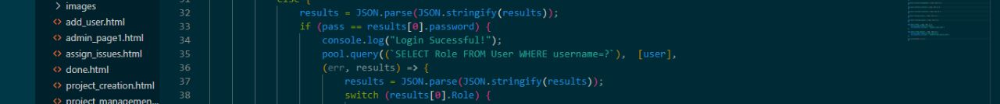 images
add_user.html
admin_page1.html
assign_issues.html
done.html
project_creation.html
project_managemen...
31 else {
32 results = JSON.parse(JSON.stringify(results));
33 if (pass == results[0].password) {
34 console.log("Login Sucessful!");
35 pool.query((`SELECT Role FROM User WHERE username=?`), [user],
36 (err, results) => {
37 results = JSON.parse(JSON.stringify(results));
38 switch (results[0].Role) {